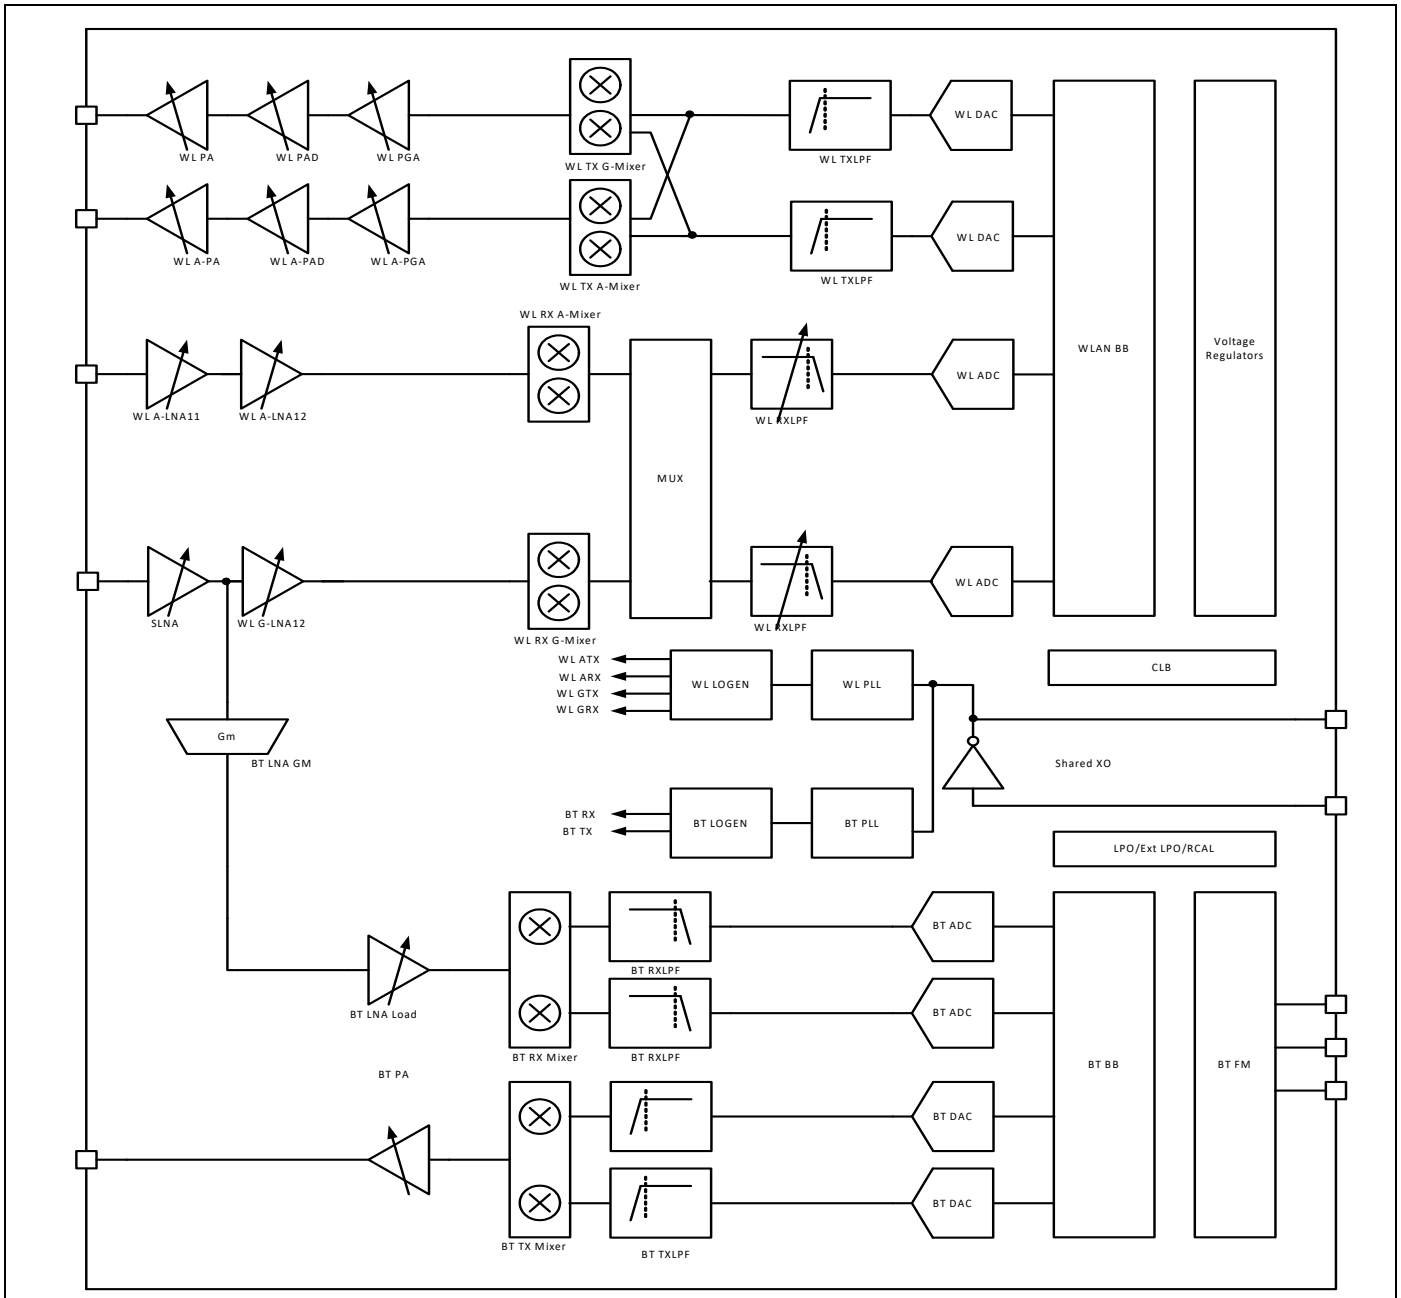 WL DAC
WL PA
WL PAD
WL PGA
WL TX G-Mixer
WL TXLPF
WL DAC
WL A-PA
WL A-PAD
WL A-PGA
WL TX A-Mixer
WL TXLPF
WL RX A-Mixer
WLAN BB
Voltage
Regulators
WL ADC
WL A-LNA11
WL A-LNA12
WL RXLPF
MUX
WL ADC
SLNA
WL G-LNA12
WL RXLPF
WL RX G-Mixer
WL ATX
WL ARX
WL GTX
WL GRX
WL LOGEN
WL PLL
CLB
Gm
BT LNA GM
Shared XO
BT RX
BT TX
BT LOGEN
BT PLL
LPO/Ext LPO/RCAL
BT ADC
BT RXLPF
BT LNA Load
BT ADC
BT RX Mixer
BT RXLPF
BT BB
BT FM
BT PA
BT DAC
BT DAC
BT TX Mixer
BT TXLPF